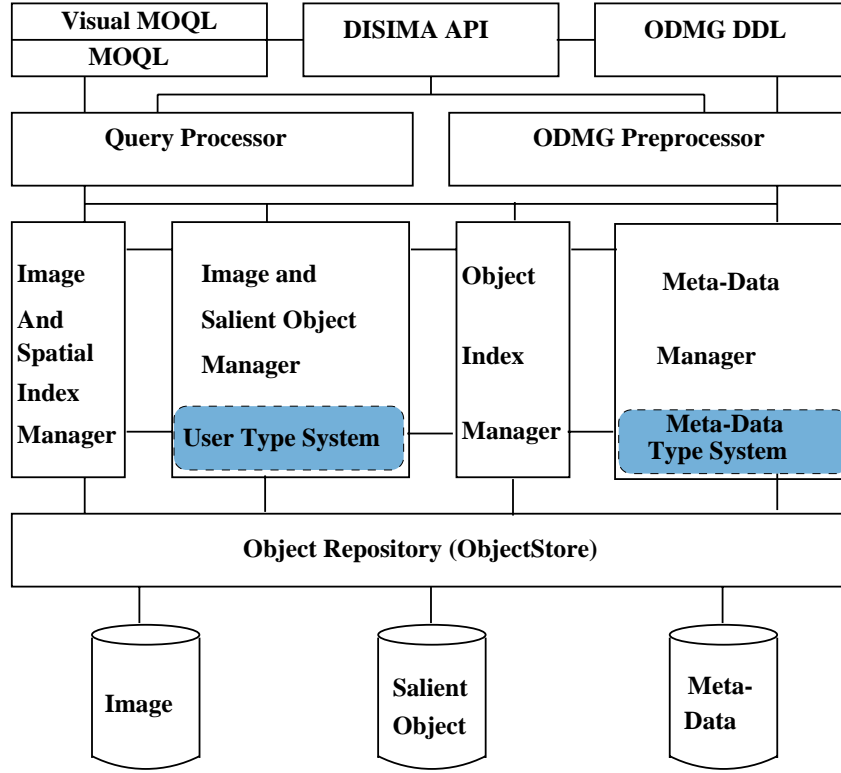 Visual MOQL
MOQL
DISIMA API
ODMG DDL
Query Processor
ODMG Preprocessor
Image
And
Spatial
Index
Manager
Image and
Salient Object
Manager
User Type System
Object
Index
Manager
Meta-Data
Manager
Meta-Data
Type System
Object Repository (ObjectStore)
Image
Salient
Object
Meta-
Data